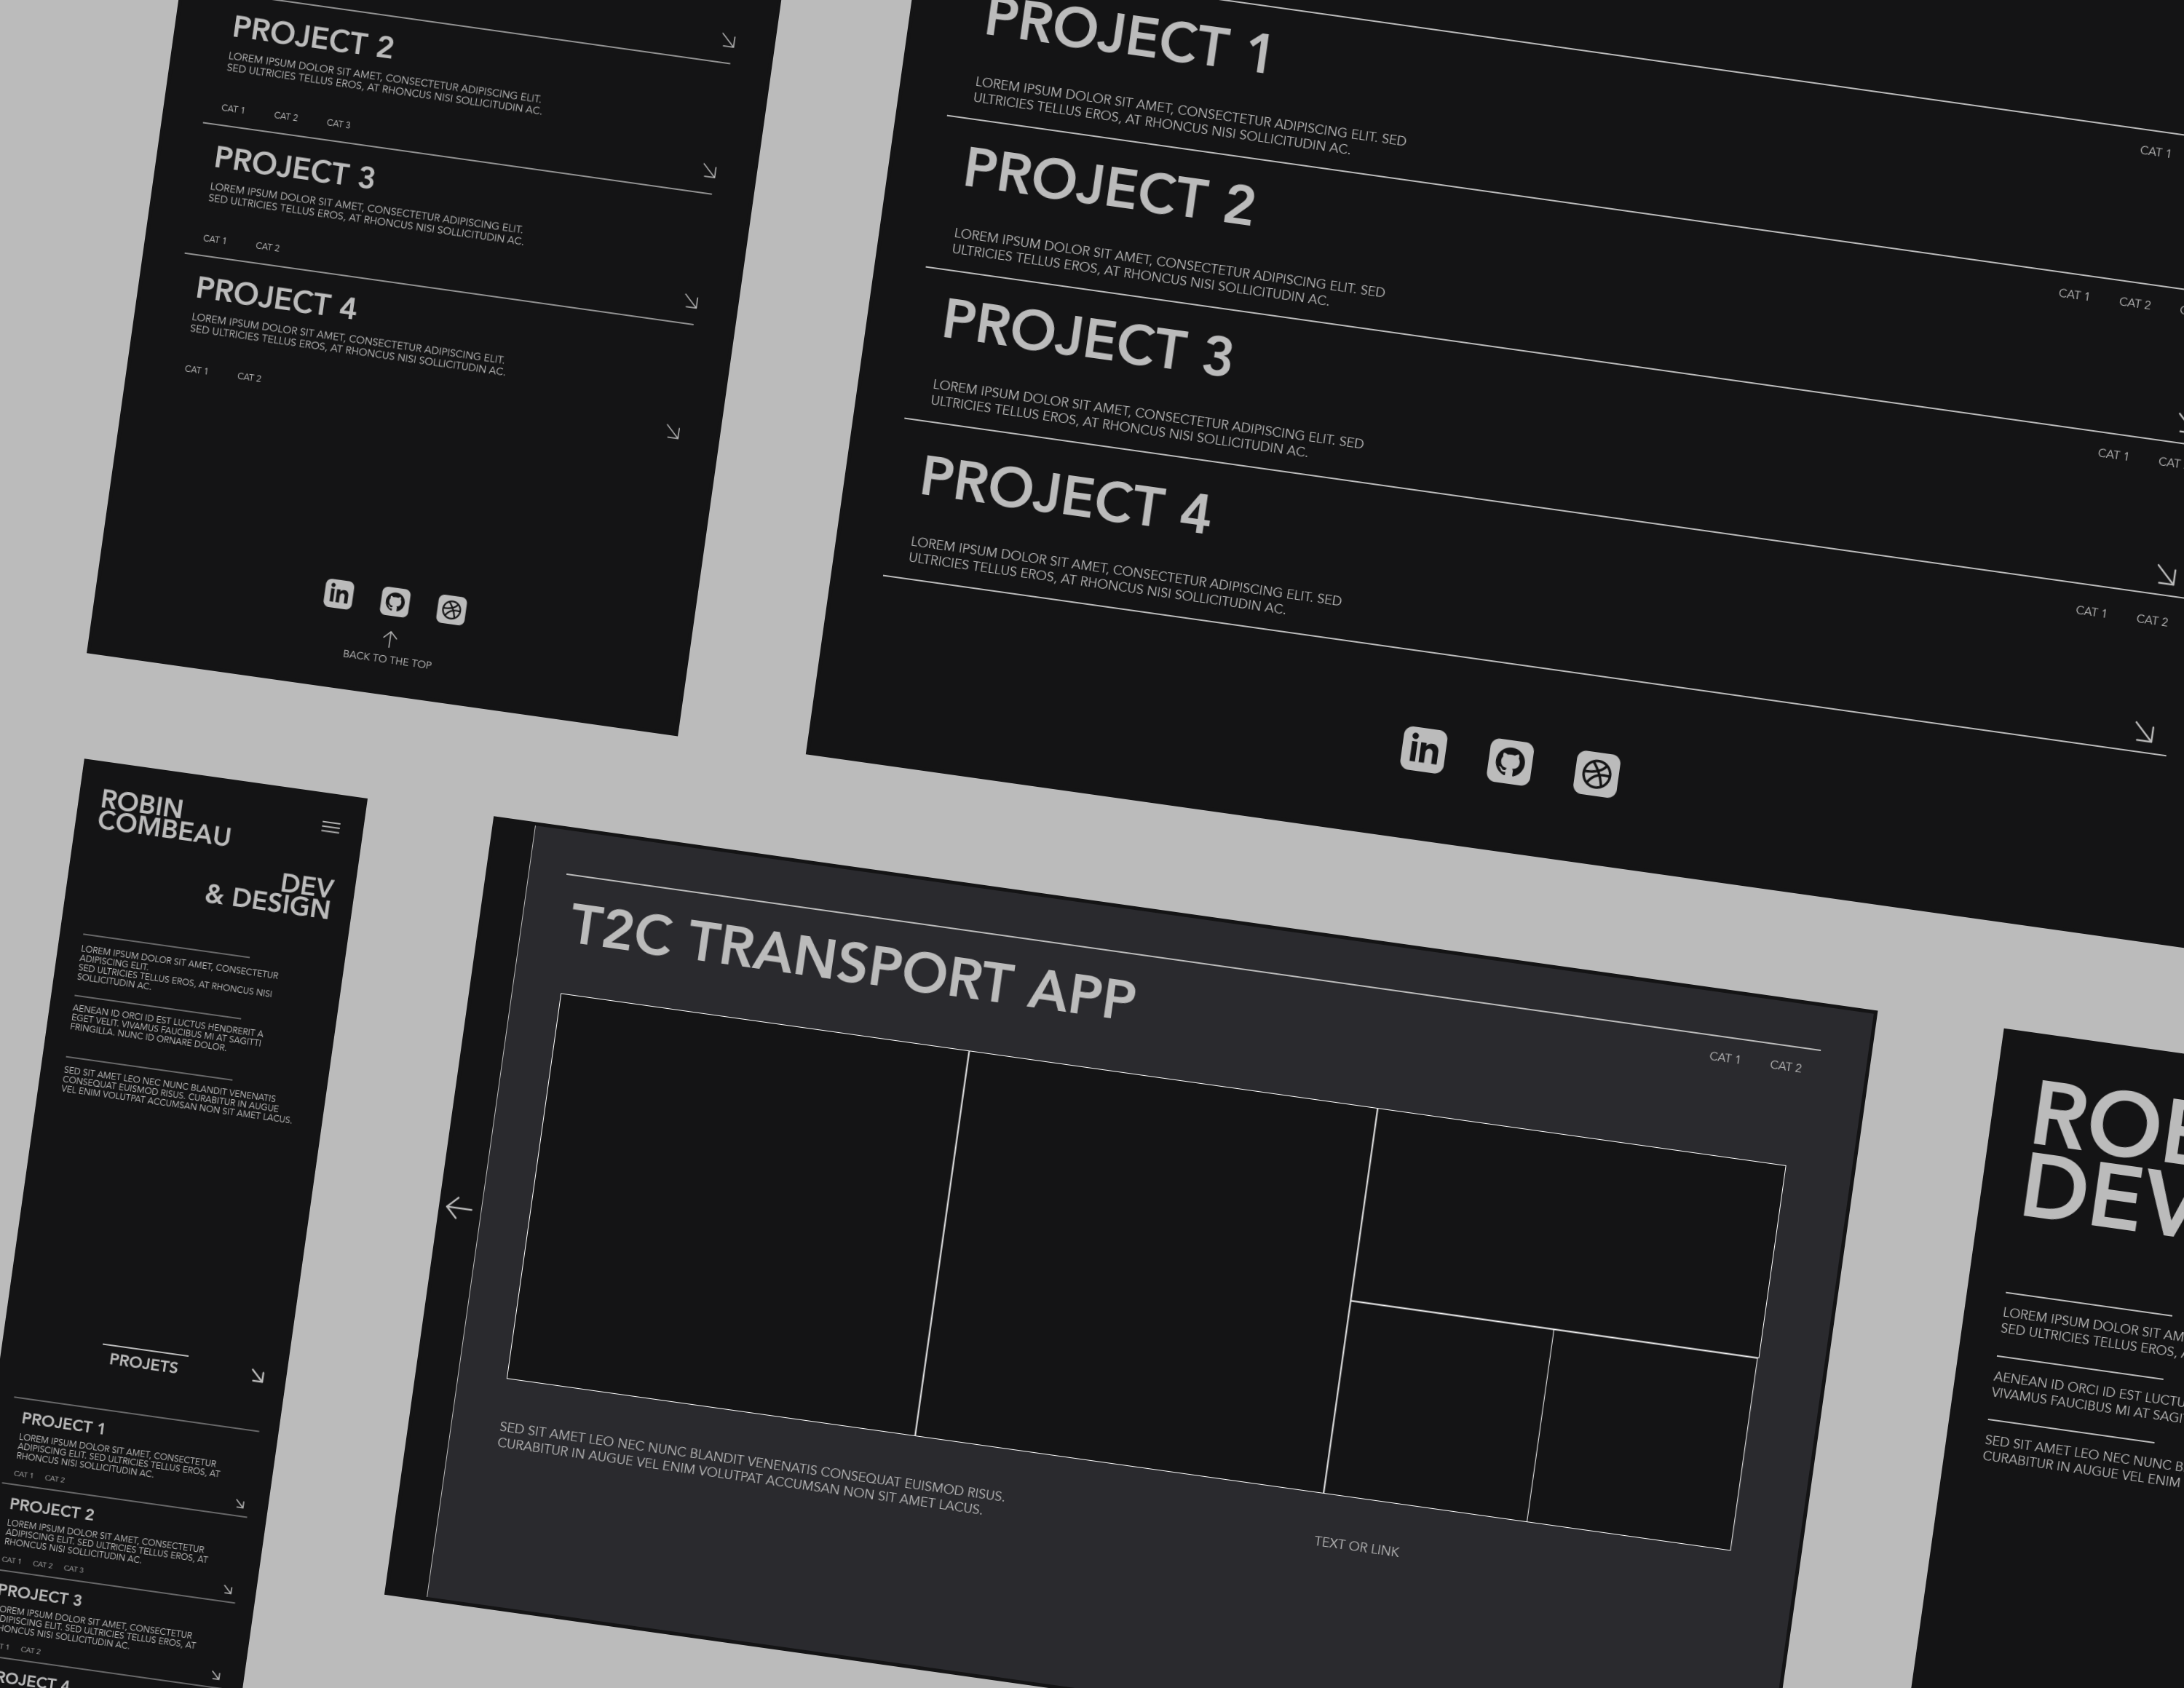 PROJECT 2
LOREM IPSUM DOLOR SIT AMET, CONSECTETUR ADIPISCING ELIT.
SED ULTRICIES TELLUS EROS, AT RHONCUS NISI SOLLICITUDIN AC.
CAT 1 CAT 2 CAT 3
PROJECT 3
LOREM IPSUM DOLOR SIT AMET, CONSECTETUR ADIPISCING ELIT.
SED ULTRICIES TELLUS EROS, AT RHONCUS NISI SOLLICITUDIN AC.
CAT 1 CAT 2
PROJECT 4
LOREM IPSUM DOLOR SIT AMET, CONSECTETUR ADIPISCING ELIT.
SED ULTRICIES TELLUS EROS, AT RHONCUS NISI SOLLICITUDIN AC.
CAT 1 CAT 2
in
BACK TO THE TOP
PROJECT 1
LOREM IPSUM DOLOR SIT AMET, CONSECTETUR ADIPISCING ELIT. SED
ULTRICIES TELLUS EROS, AT RHONCUS NISI SOLLICITUDIN AC.
CAT 1
PROJECT 2
LOREM IPSUM DOLOR SIT AMET, CONSECTETUR ADIPISCING ELIT. SED
ULTRICIES TELLUS EROS, AT RHONCUS NISI SOLLICITUDIN AC.
CAT 1 CAT 2
PROJECT 3
LOREM IPSUM DOLOR SIT AMET, CONSECTETUR ADIPISCING ELIT. SED
ULTRICIES TELLUS EROS, AT RHONCUS NISI SOLLICITUDIN AC.
CAT 1 CAT
PROJECT 4
LOREM IPSUM DOLOR SIT AMET, CONSECTETUR ADIPISCING ELIT. SED
ULTRICIES TELLUS EROS, AT RHONCUS NISI SOLLICITUDIN AC.
CAT 1 CAT 2
in
ROBIN
COMBEAU
DEV
& DESIGN
LOREM IPSUM DOLOR SIT AMET, CONSECTETUR
ADIPISCING ELIT.
SED ULTRICIES TELLUS EROS, AT RHONCUS NISI
SOLLICITUDIN AC.
AENEAN ID ORCI ID EST LUCTUS HENDRERIT A
EGET VELIT. VIVAMUS FAUCIBUS MI AT SAGITTI
FRINGILLA. NUNC ID ORNARE DOLOR.
SED SIT AMET LEO NEC NUNC BLANDIT VENENATIS
CONSEQUAT EUISMOD RISUS. CURABITUR IN AUGUE
VEL ENIM VOLUTPAT ACCUMSAN NON SIT AMET LACUS.
PROJETS
PROJECT 1
LOREM IPSUM DOLOR SIT AMET, CONSECTETUR
ADIPISCING ELIT. SED ULTRICIES TELLUS EROS, AT
RHONCUS NISI SOLLICITUDIN AC.
CAT 1 CAT 2
PROJECT 2
LOREM IPSUM DOLOR SIT AMET, CONSECTETUR
ADIPISCING ELIT. SED ULTRICIES TELLUS EROS, AT
RHONCUS NISI SOLLICITUDIN AC.
CAT 1 CAT 2 CAT 3
PROJECT 3
OREM IPSUM DOLOR SIT AMET, CONSECTETUR
DIPISCING ELIT. SED ULTRICIES TELLUS EROS, AT
HONCUS NISI SOLLICITUDIN AC.
T 1 CAT 2
ROJECT 4
T2C TRANSPORT APP
CAT 1 CAT 2
SED SIT AMET LEO NEC NUNC BLANDIT VENENATIS CONSEQUAT EUISMOD RISUS.
CURABITUR IN AUGUE VEL ENIM VOLUTPAT ACCUMSAN NON SIT AMET LACUS.
TEXT OR LINK
ROB
DEV
LOREM IPSUM DOLOR SIT AM
SED ULTRICIES TELLUS EROS, A
AENEAN ID ORCI ID EST LUCTU
VIVAMUS FAUCIBUS MI AT SAGI
SED SIT AMET LEO NEC NUNC B
CURABITUR IN AUGUE VEL ENIM